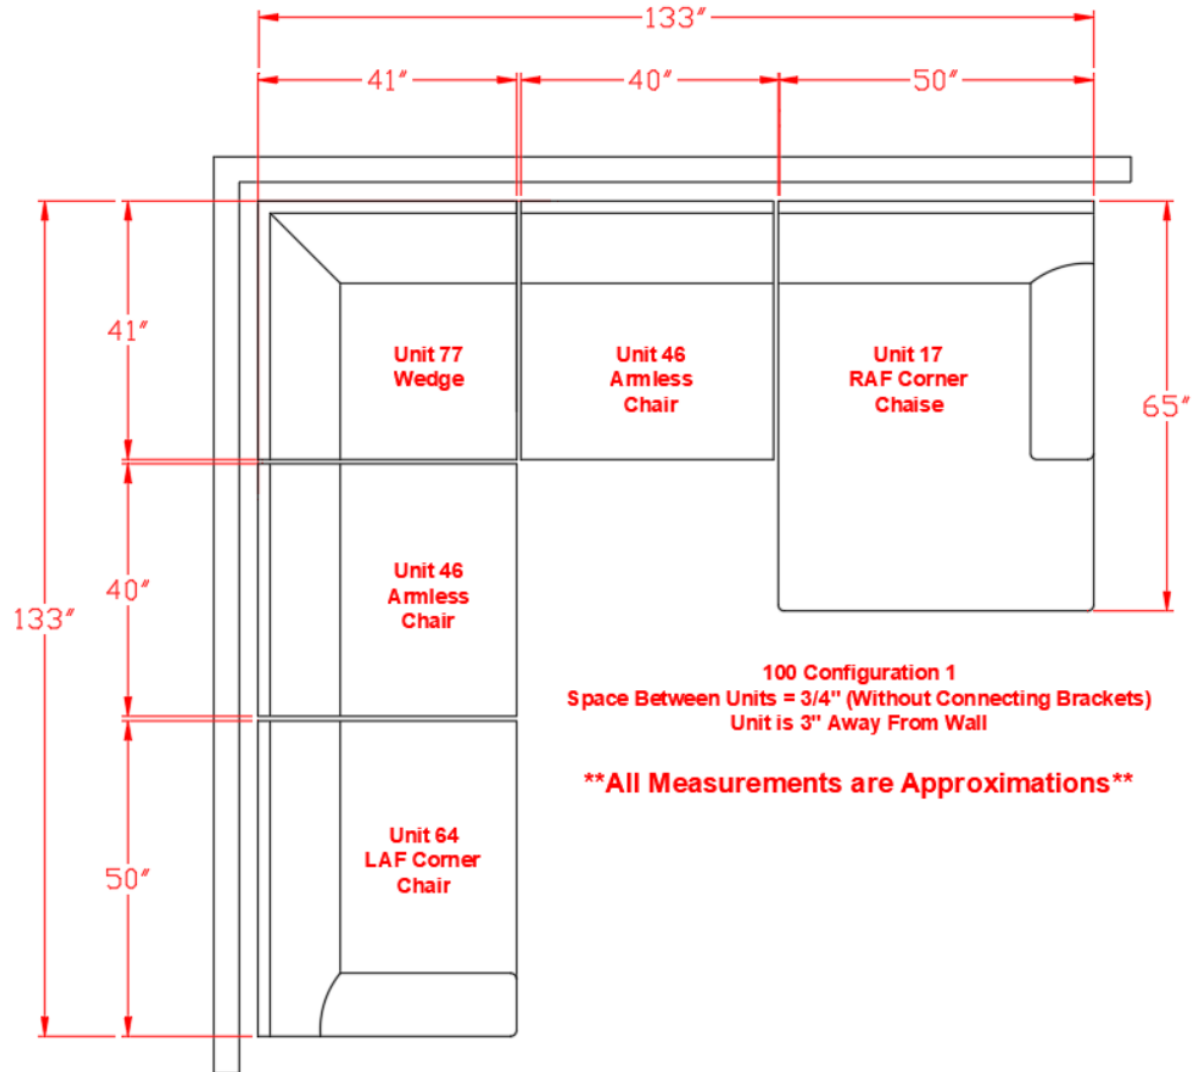 133"
41"
40"
50"
41"
Unit 77
Wedge
Unit 46
Armless
Chair
Unit 17
RAF Corner
Chaise
65"
40"
133"
Unit 46
Armless
Chair
100 Configuration 1
Space Between Units = 3/4" (Without Connecting Brackets)
Unit is 3" Away From Wall
**All Measurements are Approximations**
50"
Unit 64
LAF Corner
Chair